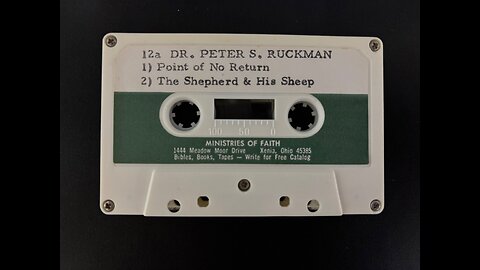 12a DR. PETER S. RUCKMAN
1) Point of No Return
2) The Shepherd & His Sheep
100 50 0
MINISTRIES OF FAITH
1444 Meadow Moor Drive Xenia, Ohio 45385
Bibles, Books, Tapes — Write for Free Catalog